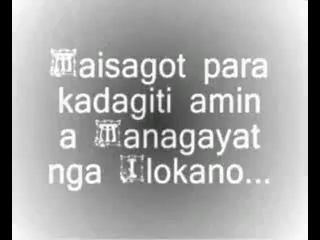 Maisagot para
kadagiti amin
a Managayat
nga Ilokano...